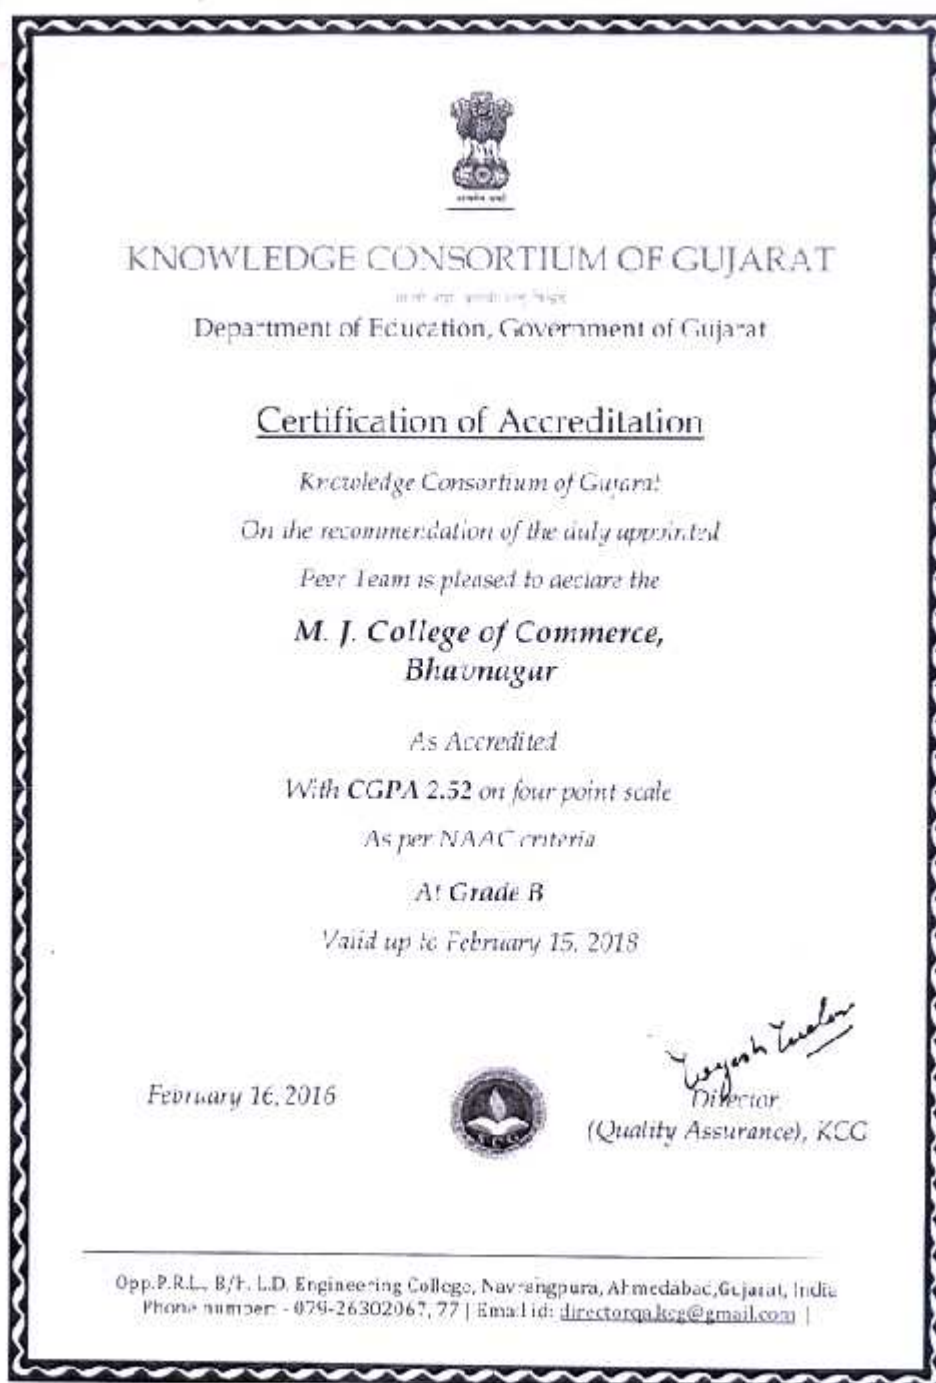 KNOWLEDGE CONSORTIUM OF GUJARAT
Department of Education, Government of Gujarat
Certification of Accreditation
Knowledge Consortium of Gujarat
On the recommendation of the duly appointed
Peer Team is pleased to declare the
M. J. College of Commerce,
Bhavnagar
As Accredited
With CGPA 2.52 on four point scale
As per NAAC criteria
At Grade B
Valid up to February 15, 2018
February 16, 2016
KCG
Director
(Quality Assurance), KCG
Opp.P.R.L., B/h. L.D. Engineering College, Navrangpura, Ahmedabad,Gujarat, India
Phone number: - 079-26302067, 77 | Email id: directorqa.kcg@gmail.com |